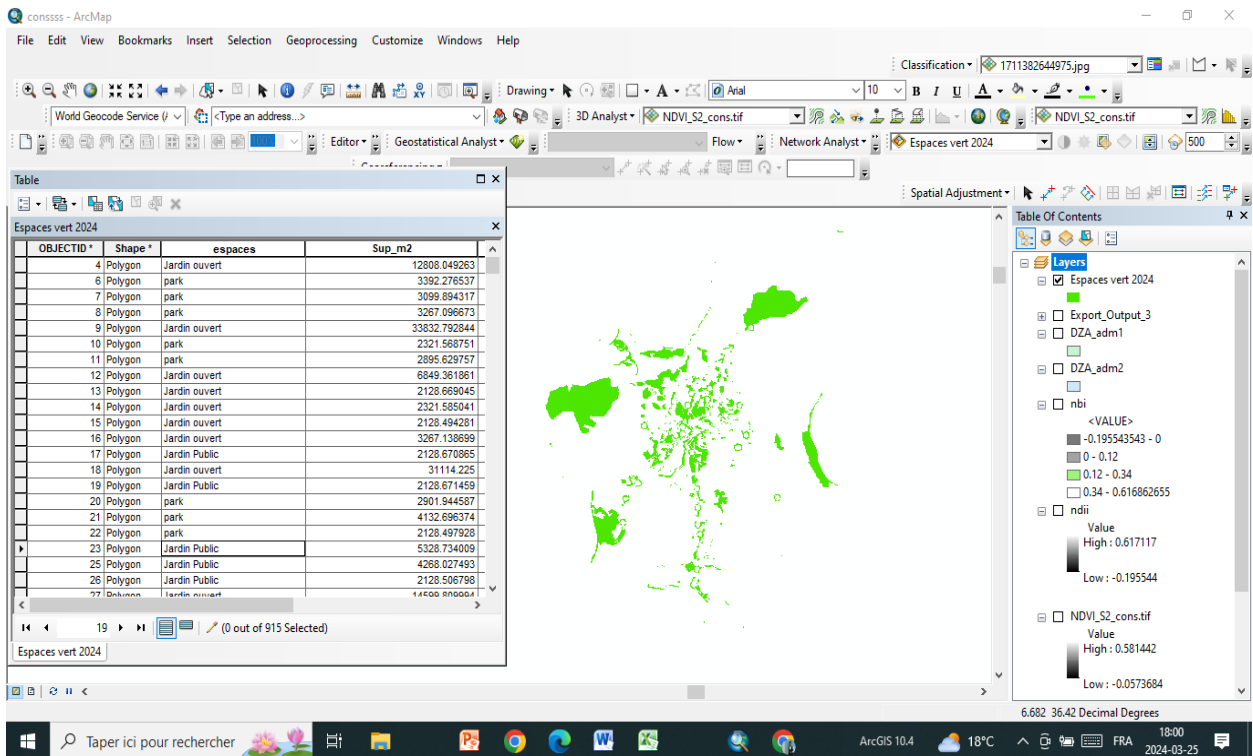 conssss - ArcMap
File Edit View Bookmarks Insert Selection Geoprocessing Customize Windows Help
Classification 1711382644975.jpg
Drawing A Arial 10 B I U A
World Geocode Service (/ <Type an address...> 3D Analyst NDVI_S2_cons.tif NDVI_S2_cons.tif
Editor Geostatistical Analyst Flow Network Analyst Espaces vert 2024 500
Spatial Adjustment
Table
Espaces vert 2024
OBJECTID * Shape * espaces Sup_m2
4 Polygon Jardin ouvert 12808.049263
6 Polygon park 3392.276537
7 Polygon park 3099.894317
8 Polygon park 3267.096673
9 Polygon Jardin ouvert 33832.792844
10 Polygon park 2321.568751
11 Polygon park 2895.629757
12 Polygon Jardin ouvert 6849.361861
13 Polygon Jardin ouvert 2128.669045
14 Polygon Jardin ouvert 2321.585041
15 Polygon Jardin ouvert 2128.494281
16 Polygon Jardin ouvert 3267.138699
17 Polygon Jardin Public 2128.670865
18 Polygon Jardin ouvert 31114.225
19 Polygon Jardin Public 2128.671459
20 Polygon park 2901.944587
21 Polygon park 4132.696374
22 Polygon park 2128.497928
23 Polygon Jardin Public 5328.734009
25 Polygon Jardin Public 4268.027493
26 Polygon Jardin Public 2128.506798
27 Polygon Jardin ouvert 14599.809994
19 (0 out of 915 Selected)
Espaces vert 2024
Table Of Contents
Layers
Espaces vert 2024
Export_Output_3
DZA_adm1
DZA_adm2
nbi
<VALUE>
-0.195543543 - 0
0 - 0.12
0.12 - 0.34
0.34 - 0.616862655
ndii
Value
High : 0.617117
Low : -0.195544
NDVI_S2_cons.tif
Value
High : 0.581442
Low : -0.0573684
6.682 36.42 Decimal Degrees
Taper ici pour rechercher ArcGIS 10.4 18°C FRA 18:00
2024-03-25